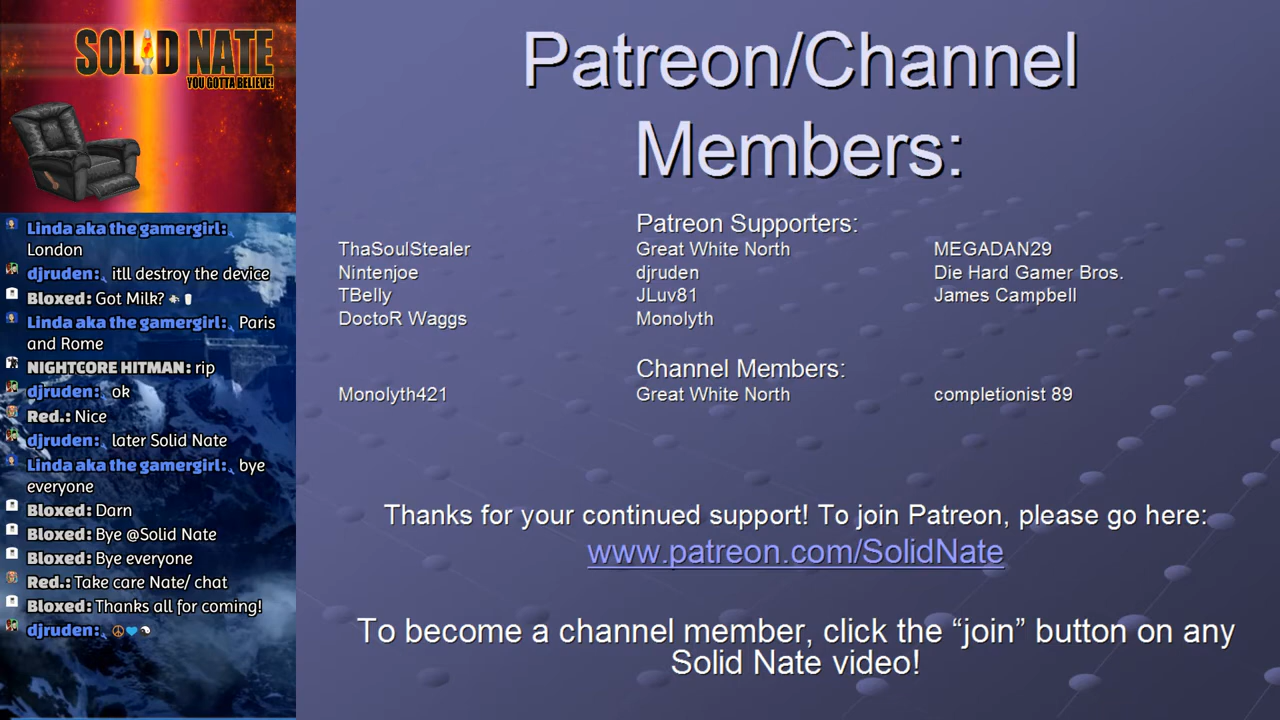 SOLID NATE
YOU GOTTA BELIEVE!
Linda aka the gamergirl:
London
djruden: itll destroy the device
Bloxed: Got Milk? 🐄🥛
Linda aka the gamergirl: Paris
and Rome
NIGHTCORE HITMAN: rip
djruden: ok
Red.: Nice
djruden: later Solid Nate
Linda aka the gamergirl: bye
everyone
Bloxed: Darn
Bloxed: Bye @Solid Nate
Bloxed: Bye everyone
Red.: Take care Nate/ chat
Bloxed: Thanks all for coming!
djruden: ☮️💙☯️
Patreon/Channel
Members:
Patreon Supporters:
ThaSoulStealer Great White North MEGADAN29
Nintenjoe djruden Die Hard Gamer Bros.
TBelly JLuv81 James Campbell
DoctoR Waggs Monolyth
Channel Members:
Monolyth421 Great White North completionist 89
Thanks for your continued support! To join Patreon, please go here:
www.patreon.com/SolidNate
To become a channel member, click the “join” button on any
Solid Nate video!